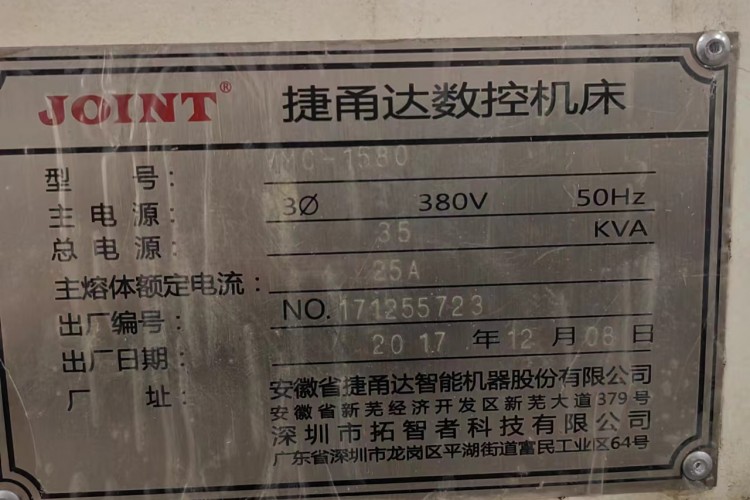 JOINT® 捷甬达数控机床
型 号: VMC-1580
主 电 源: 3Ø 380V 50Hz
总 电 源: 35 KVA
主熔体额定电流: 25A
出厂编号: NO.171255723
出厂日期: 2017 年 12 月 08 日
厂 址: 安徽省捷甬达智能机器股份有限公司
安徽省新芜经济开发区新芜大道379号
深圳市拓智者科技有限公司
广东省深圳市龙岗区平湖街道富民工业区64号